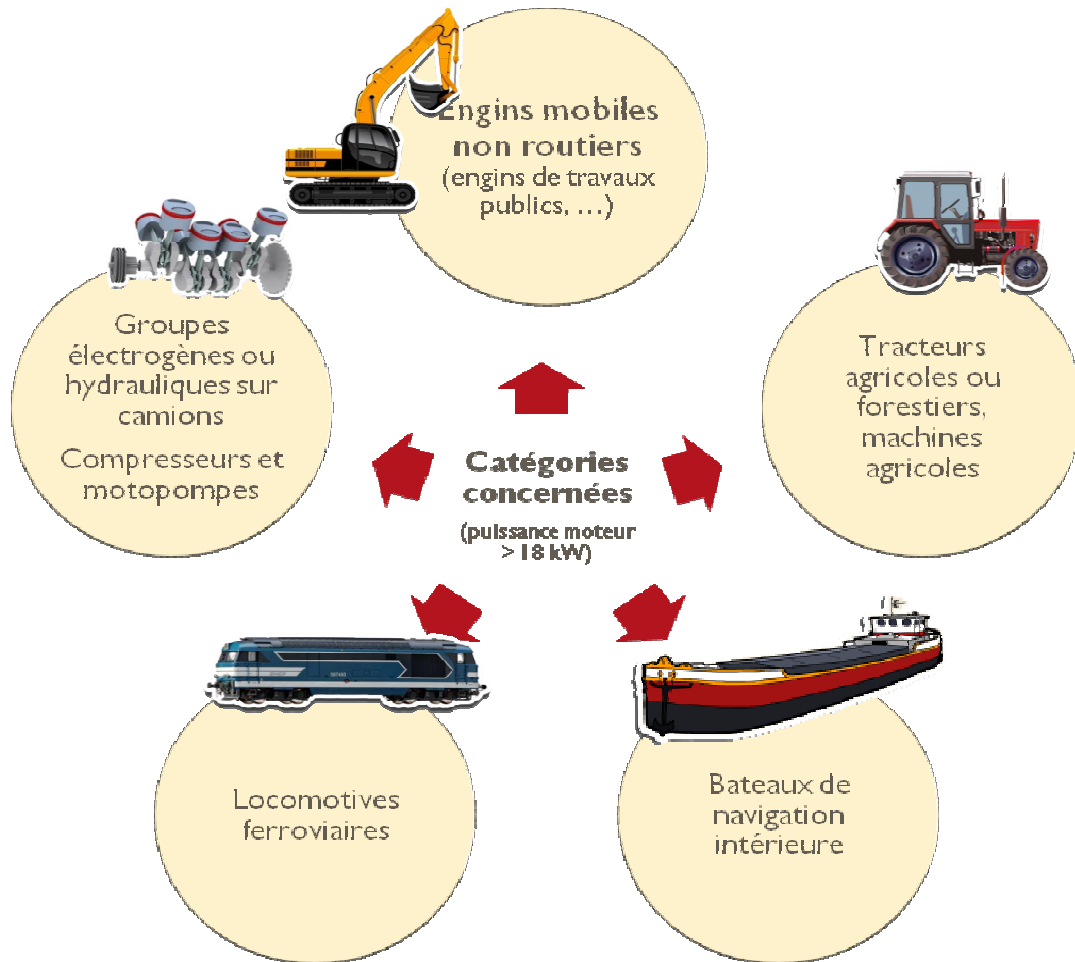 Engins mobiles
non routiers
(engins de travaux
publics, ...)
Groupes
électrogènes ou
hydrauliques sur
camions
Compresseurs et
motopompes
Tracteurs
agricoles ou
forestiers,
machines
agricoles
Catégories
concernées
(puissance moteur
> 18 kW)
Locomotives
ferroviaires
Bateaux de
navigation
intérieure